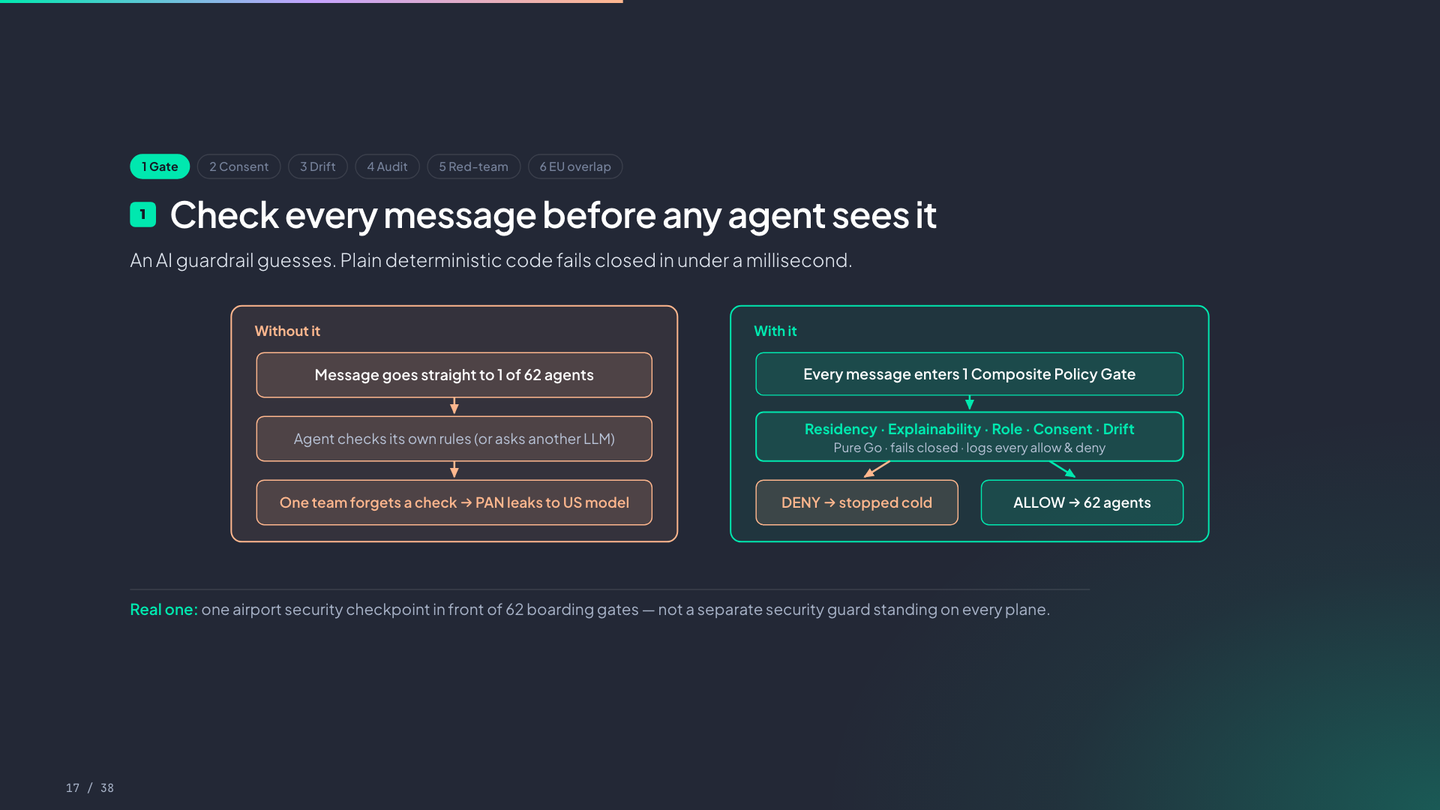 1 Gate
2 Consent
3 Drift
4 Audit
5 Red-team
6 EU overlap
1 Check every message before any agent sees it
An AI guardrail guesses. Plain deterministic code fails closed in under a millisecond.
Without it
Message goes straight to 1 of 62 agents
Agent checks its own rules (or asks another LLM)
One team forgets a check → PAN leaks to US model
With it
Every message enters 1 Composite Policy Gate
Residency · Explainability · Role · Consent · Drift
Pure Go · fails closed · logs every allow & deny
DENY → stopped cold
ALLOW → 62 agents
Real one: one airport security checkpoint in front of 62 boarding gates — not a separate security guard standing on every plane.
17 / 38